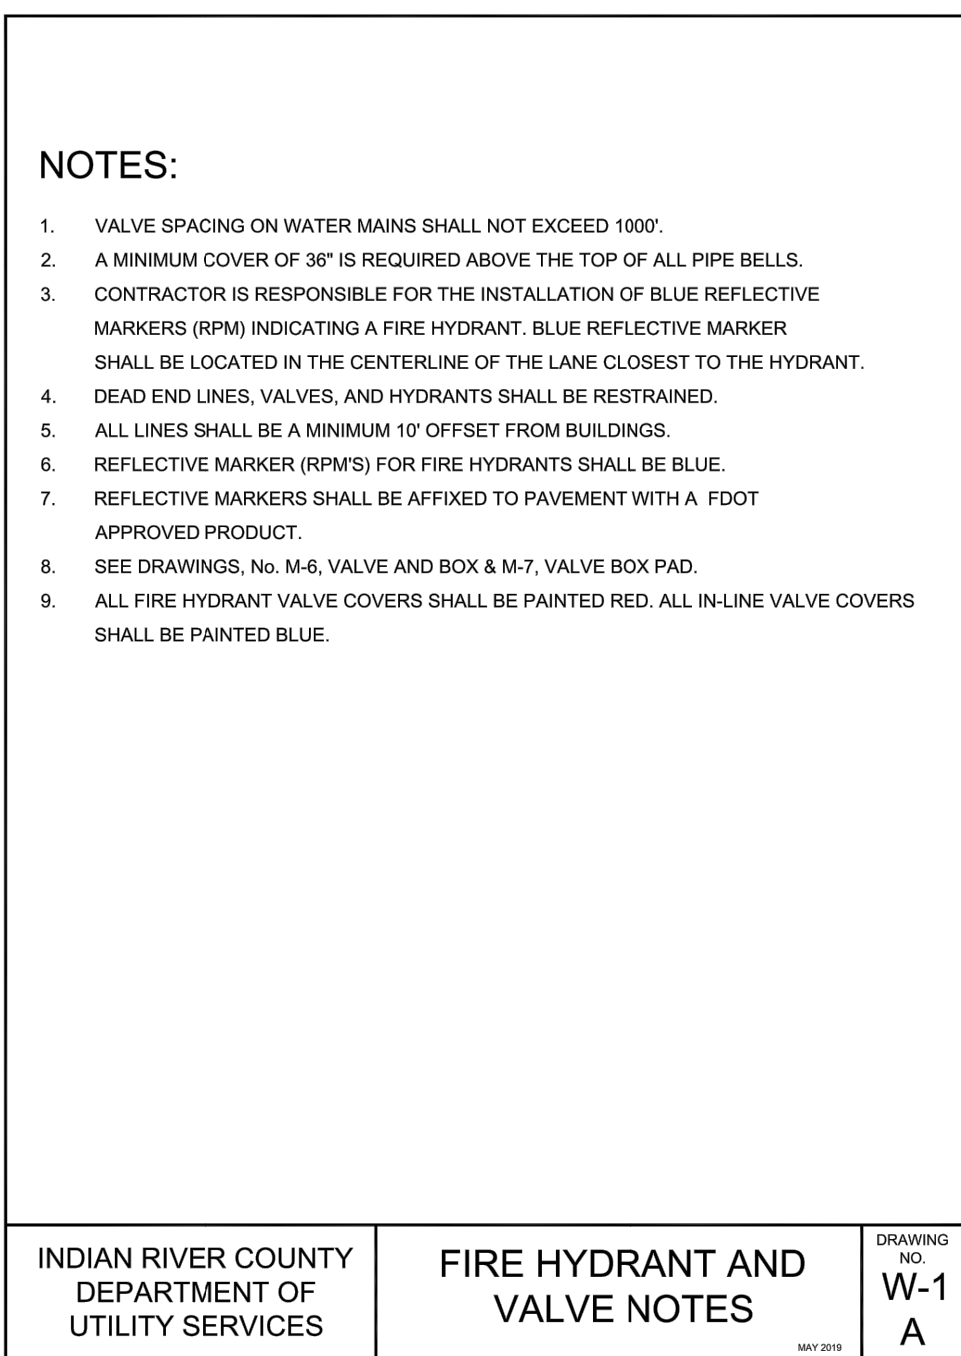 NOTES:
1. VALVE SPACING ON WATER MAINS SHALL NOT EXCEED 1000'.
2. A MINIMUM COVER OF 36" IS REQUIRED ABOVE THE TOP OF ALL PIPE BELLS.
3. CONTRACTOR IS RESPONSIBLE FOR THE INSTALLATION OF BLUE REFLECTIVE
MARKERS (RPM) INDICATING A FIRE HYDRANT. BLUE REFLECTIVE MARKER
SHALL BE LOCATED IN THE CENTERLINE OF THE LANE CLOSEST TO THE HYDRANT.
4. DEAD END LINES, VALVES, AND HYDRANTS SHALL BE RESTRAINED.
5. ALL LINES SHALL BE A MINIMUM 10' OFFSET FROM BUILDINGS.
6. REFLECTIVE MARKER (RPM'S) FOR FIRE HYDRANTS SHALL BE BLUE.
7. REFLECTIVE MARKERS SHALL BE AFFIXED TO PAVEMENT WITH A FDOT
APPROVED PRODUCT.
8. SEE DRAWINGS, No. M-6, VALVE AND BOX & M-7, VALVE BOX PAD.
9. ALL FIRE HYDRANT VALVE COVERS SHALL BE PAINTED RED. ALL IN-LINE VALVE COVERS
SHALL BE PAINTED BLUE.
INDIAN RIVER COUNTY
DEPARTMENT OF
UTILITY SERVICES
FIRE HYDRANT AND
VALVE NOTES
MAY 2019
DRAWING
NO.
W-1
A